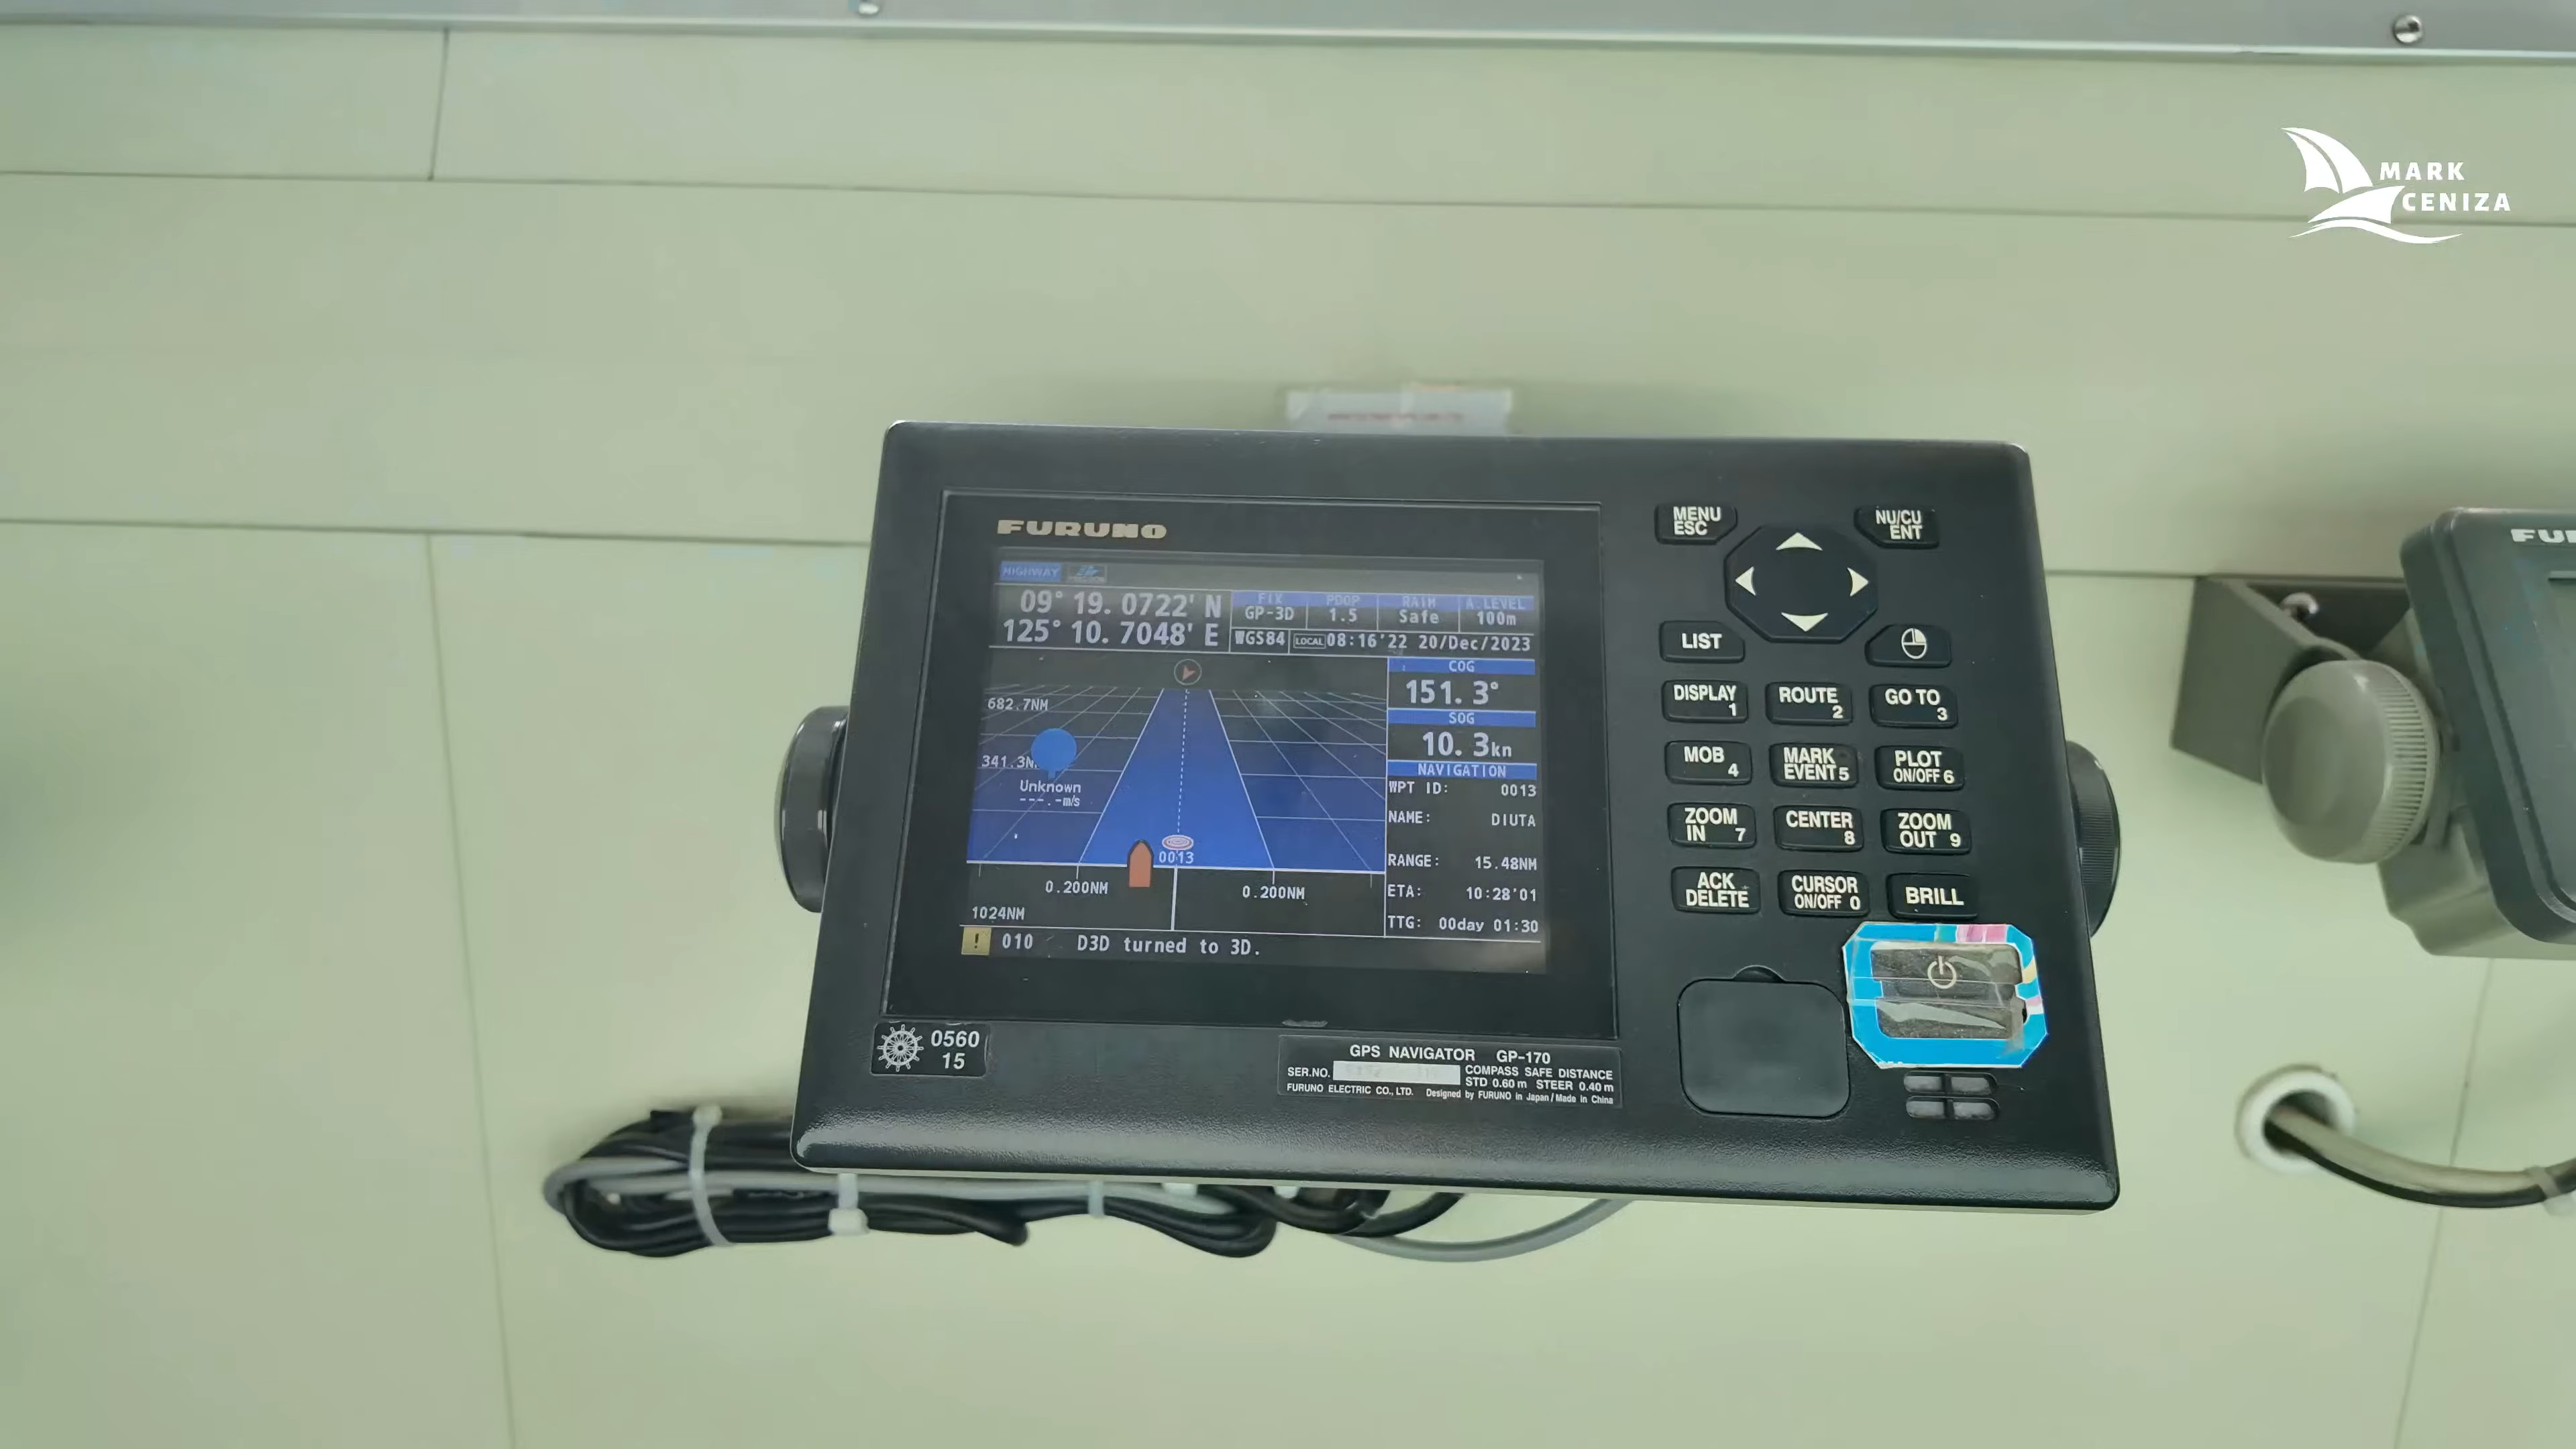 MARK
CENIZA
FURUNO
HIGHWAY
09° 19. 0722' N
125° 10. 7048' E
FIX PDOP RAIM A.LEVEL
GP-3D 1.5 Safe 100m
WGS84 LOCAL 08:16'22 20/Dec/2023
682.7NM
341.3N
Unknown
---.-m/s
0013
0.200NM 0.200NM
1024NM
COG
151. 3°
SOG
10. 3kn
NAVIGATION
WPT ID: 0013
NAME: DIUTA
RANGE: 15.48NM
ETA: 10:28'01
TTG: 00day 01:30
! 010 D3D turned to 3D.
MENU
ESC
NU/CU
ENT
LIST
DISPLAY
1
ROUTE
2
GO TO
3
MOB
4
MARK
EVENT5
PLOT
ON/OFF 6
ZOOM
IN 7
CENTER
8
ZOOM
OUT 9
ACK
DELETE
CURSOR
ON/OFF 0
BRILL
0560
15
GPS NAVIGATOR GP-170
SER.NO.
COMPASS SAFE DISTANCE
STD 0.60 m STEER 0.40 m
FURUNO ELECTRIC CO., LTD. Designed by FURUNO in Japan / Made in China
FU